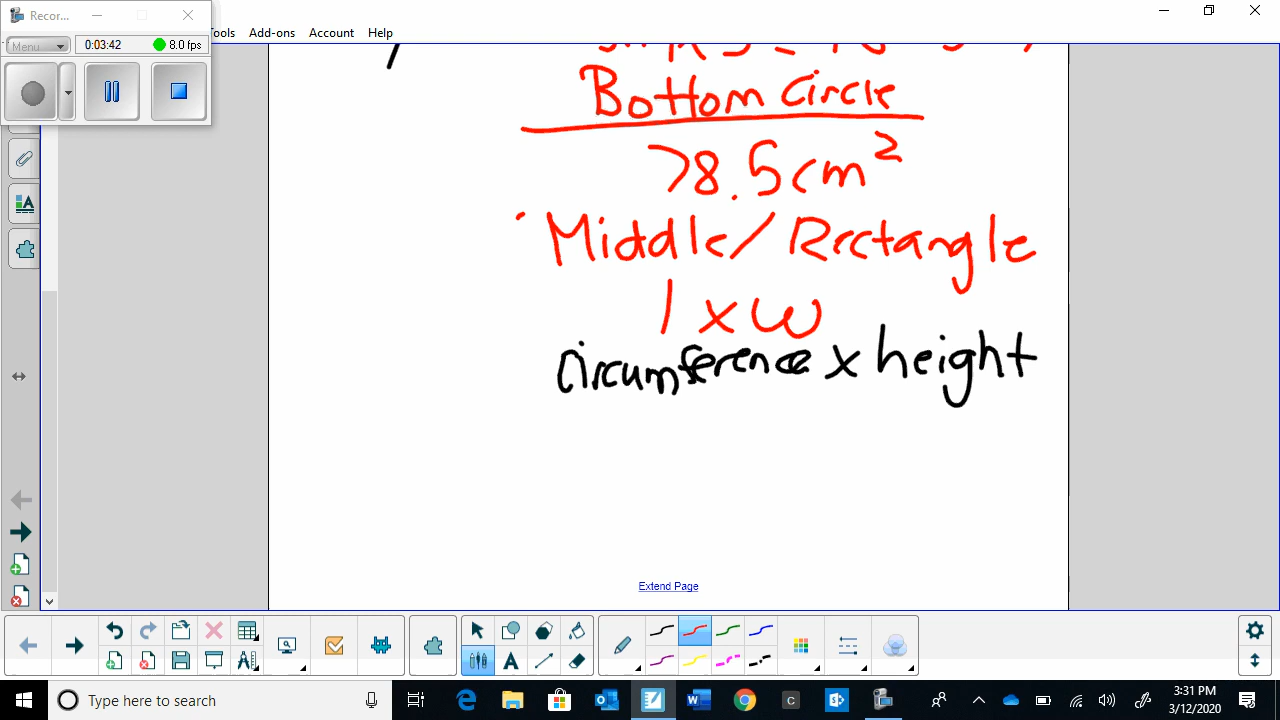 Recor...
Menu
00:03:42
8.0 fps
Tools Add-ons Account Help
Bottom Circle
78.5cm²
Middle/Rectangle
l x w
circumference x height
Extend Page
Type here to search
3:31 PM
3/12/2020